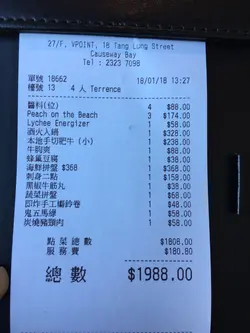 27/F, VPOINT, 18 Tang Lung Street
Causeway Bay
Tel : 2323 7098
單號 18662 18/01/18 13:27
檯號 13 4 人 Terrence
醬料(位) 4 $88.00
Peach on the Beach 3 $174.00
Lychee Energizer 1 $58.00
酒火入鍋 1 $328.00
本地手切肥牛 (小) 1 $238.00
牛㬹爽 1 $88.00
蜂巢豆腐 1 $38.00
海鮮拼盤 $368 1 $368.00
刺身二點 1 $158.00
黑椒牛筋丸 1 $38.00
蔬菜拼盤 1 $58.00
即炸手工腐鈴卷 1 $48.00
鬼五馬綠 1 $58.00
炭燒豬頸肉 1 $58.00
點菜總數 $1808.00
服務費 $180.80
總數 $1988.00